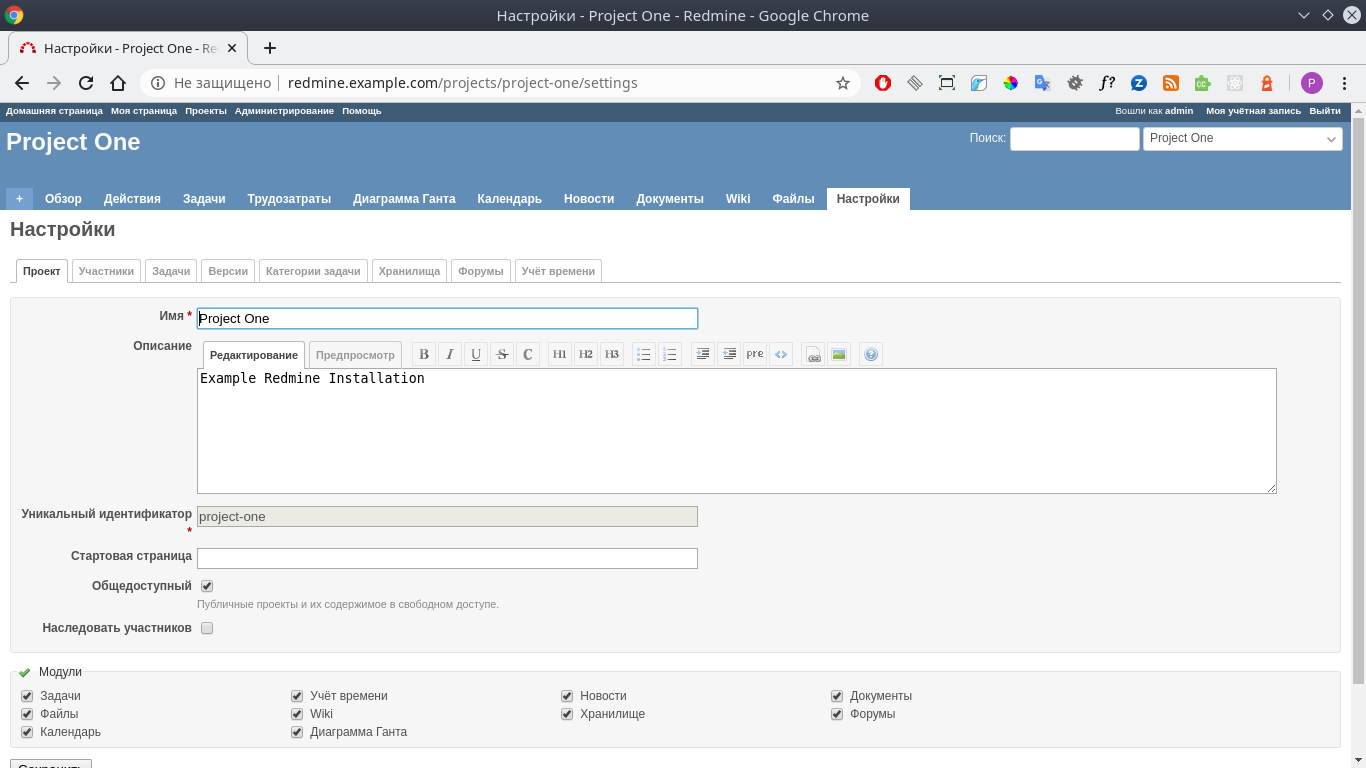 Настройки - Project One - Redmine - Google Chrome
Настройки - Project One - Re
Не защищено redmine.example.com/projects/project-one/settings
Домашняя страница Моя страница Проекты Администрирование Помощь Вошли как admin Моя учётная запись Выйти
Project One Поиск: Project One
+ Обзор Действия Задачи Трудозатраты Диаграмма Ганта Календарь Новости Документы Wiki Файлы Настройки
Настройки
Проект Участники Задачи Версии Категории задачи Хранилища Форумы Учёт времени
Имя * Project One
Описание Редактирование Предпросмотр B I U S C H1 H2 H3 pre <> ?
Example Redmine Installation
Уникальный идентификатор * project-one
Стартовая страница
Общедоступный
Публичные проекты и их содержимое в свободном доступе.
Наследовать участников
Модули
Задачи Учёт времени Новости Документы
Файлы Wiki Хранилище Форумы
Календарь Диаграмма Ганта
Сохранить